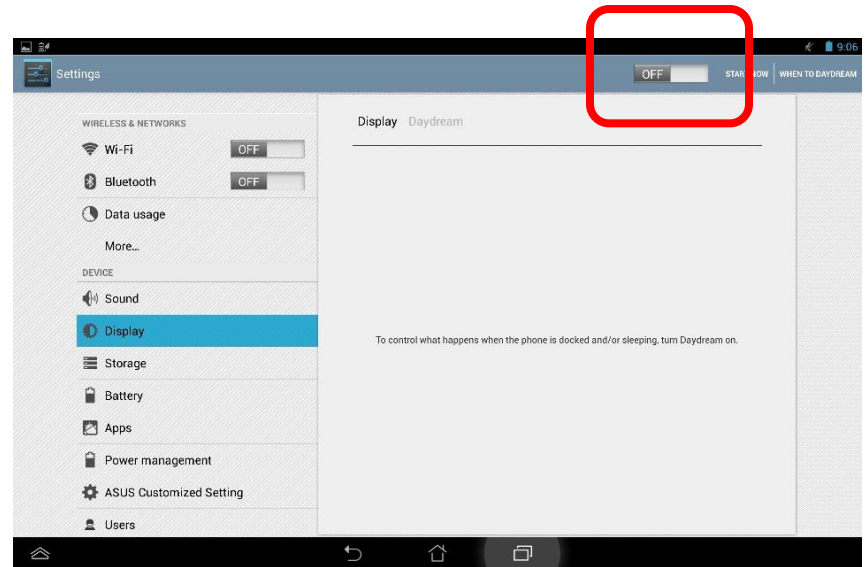 9:06
Settings
OFF
START NOW
WHEN TO DAYDREAM
WIRELESS & NETWORKS
Wi-Fi OFF
Bluetooth OFF
Data usage
More...
DEVICE
Sound
Display
Storage
Battery
Apps
Power management
ASUS Customized Setting
Users
Display Daydream
To control what happens when the phone is docked and/or sleeping, turn Daydream on.